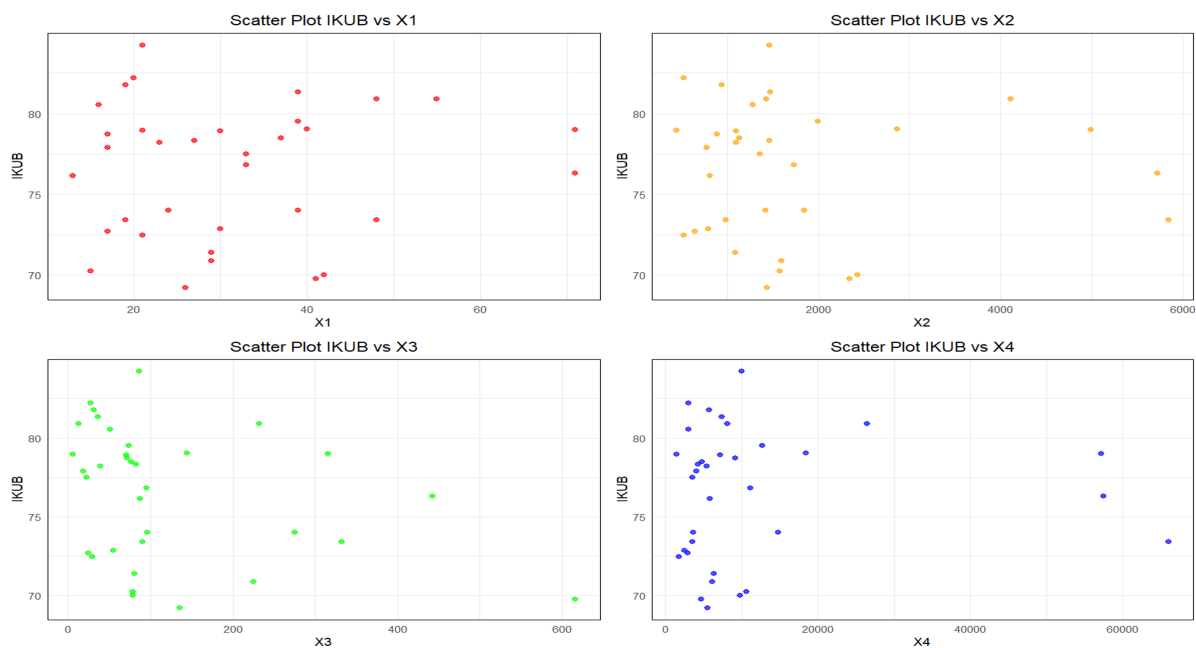 Scatter Plot IKUB vs X1
IKUB
80
75
70
20
40
60
X1
Scatter Plot IKUB vs X2
IKUB
80
75
70
2000
4000
6000
X2
Scatter Plot IKUB vs X3
IKUB
80
75
70
0
200
400
600
X3
Scatter Plot IKUB vs X4
IKUB
80
75
70
0
20000
40000
60000
X4